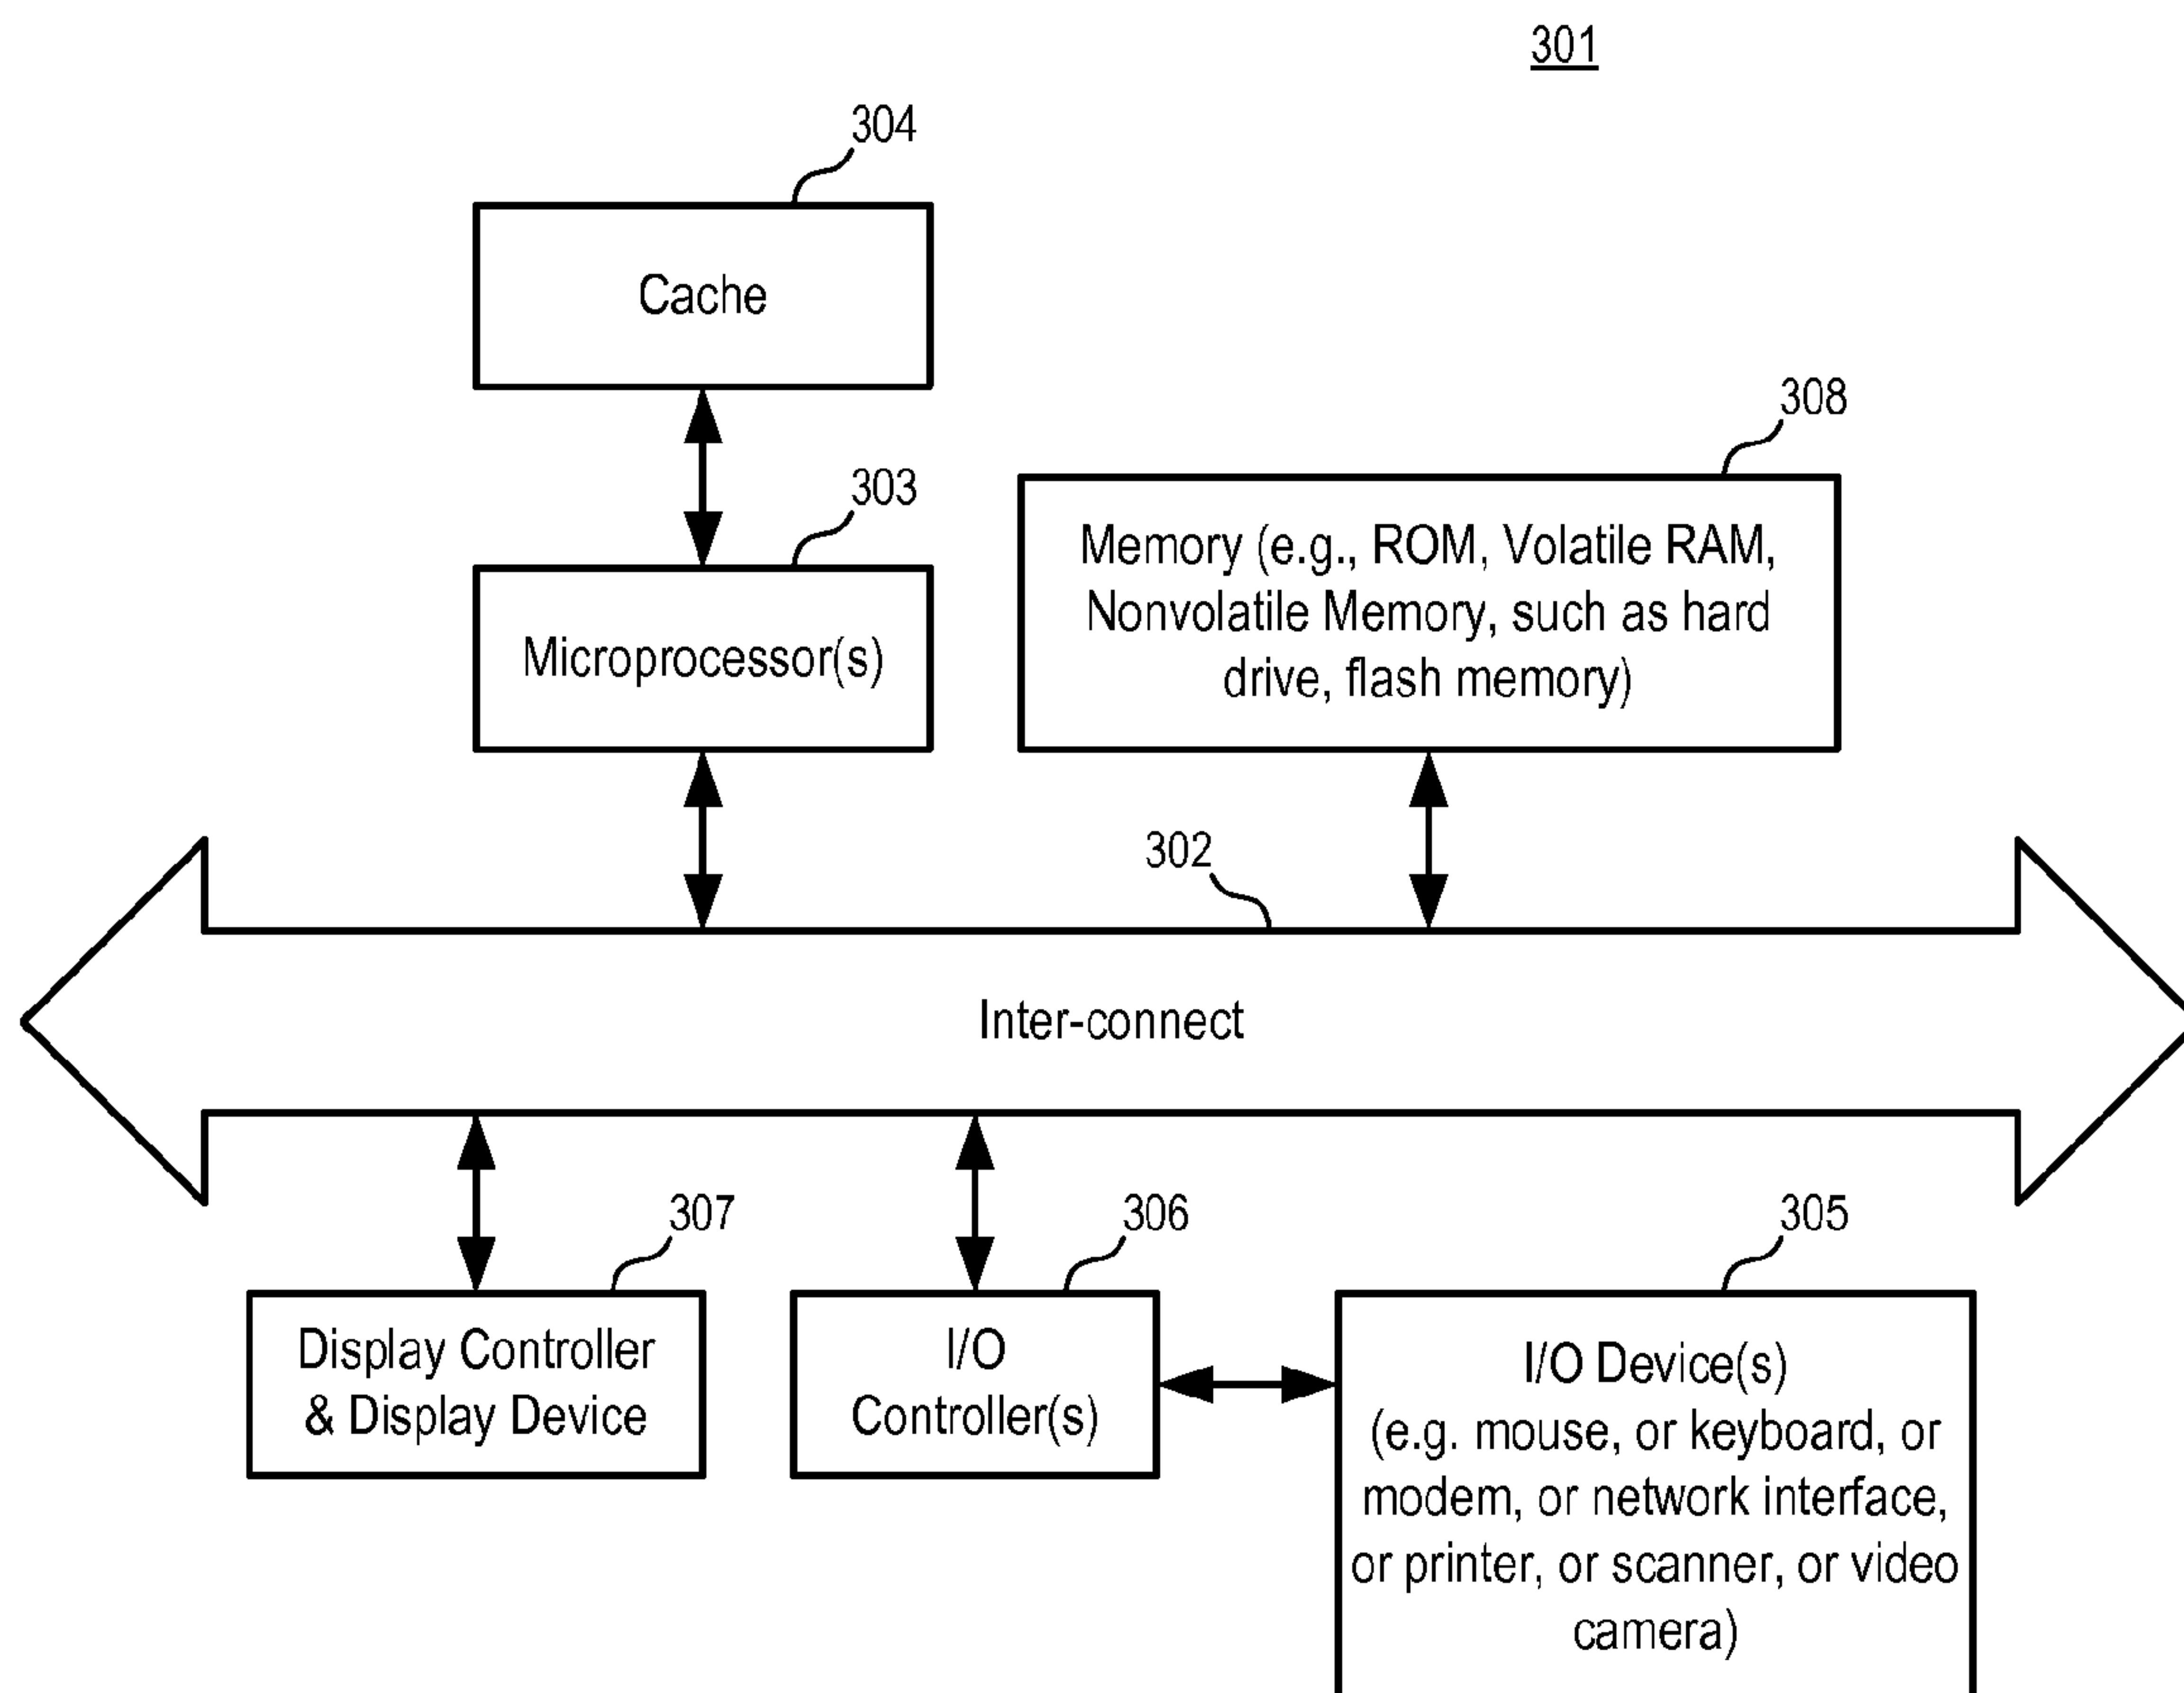 301
304
Cache
308
303
Memory (e.g., ROM, Volatile RAM,
Nonvolatile Memory, such as hard
drive, flash memory)
Microprocessor(s)
302
Inter-connect
307
306
305
Display Controller
& Display Device
I/O
Controller(s)
I/O Device(s)
(e.g. mouse, or keyboard, or
modem, or network interface,
or printer, or scanner, or video
camera)